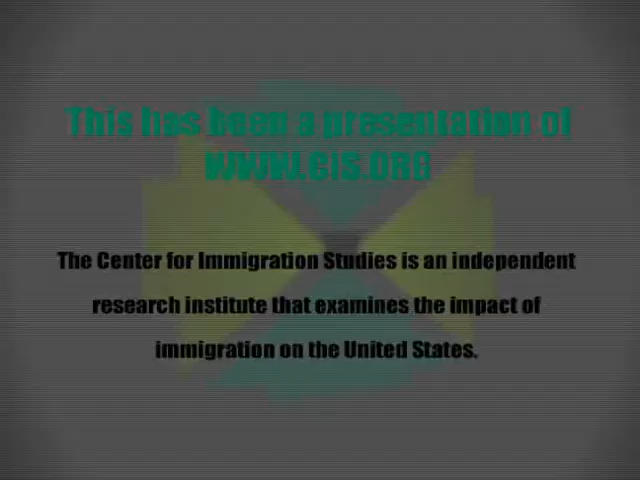 This has been a presentation of
WWW.CIS.ORG
The Center for Immigration Studies is an independent
research institute that examines the impact of
immigration on the United States.